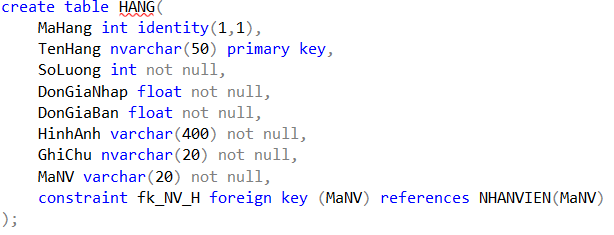 create table HANG(
MaHang int identity(1,1),
TenHang nvarchar(50) primary key,
SoLuong int not null,
DonGiaNhap float not null,
DonGiaBan float not null,
HinhAnh varchar(400) not null,
GhiChu nvarchar(20) not null,
MaNV varchar(20) not null,
constraint fk_NV_H foreign key (MaNV) references NHANVIEN(MaNV)
);